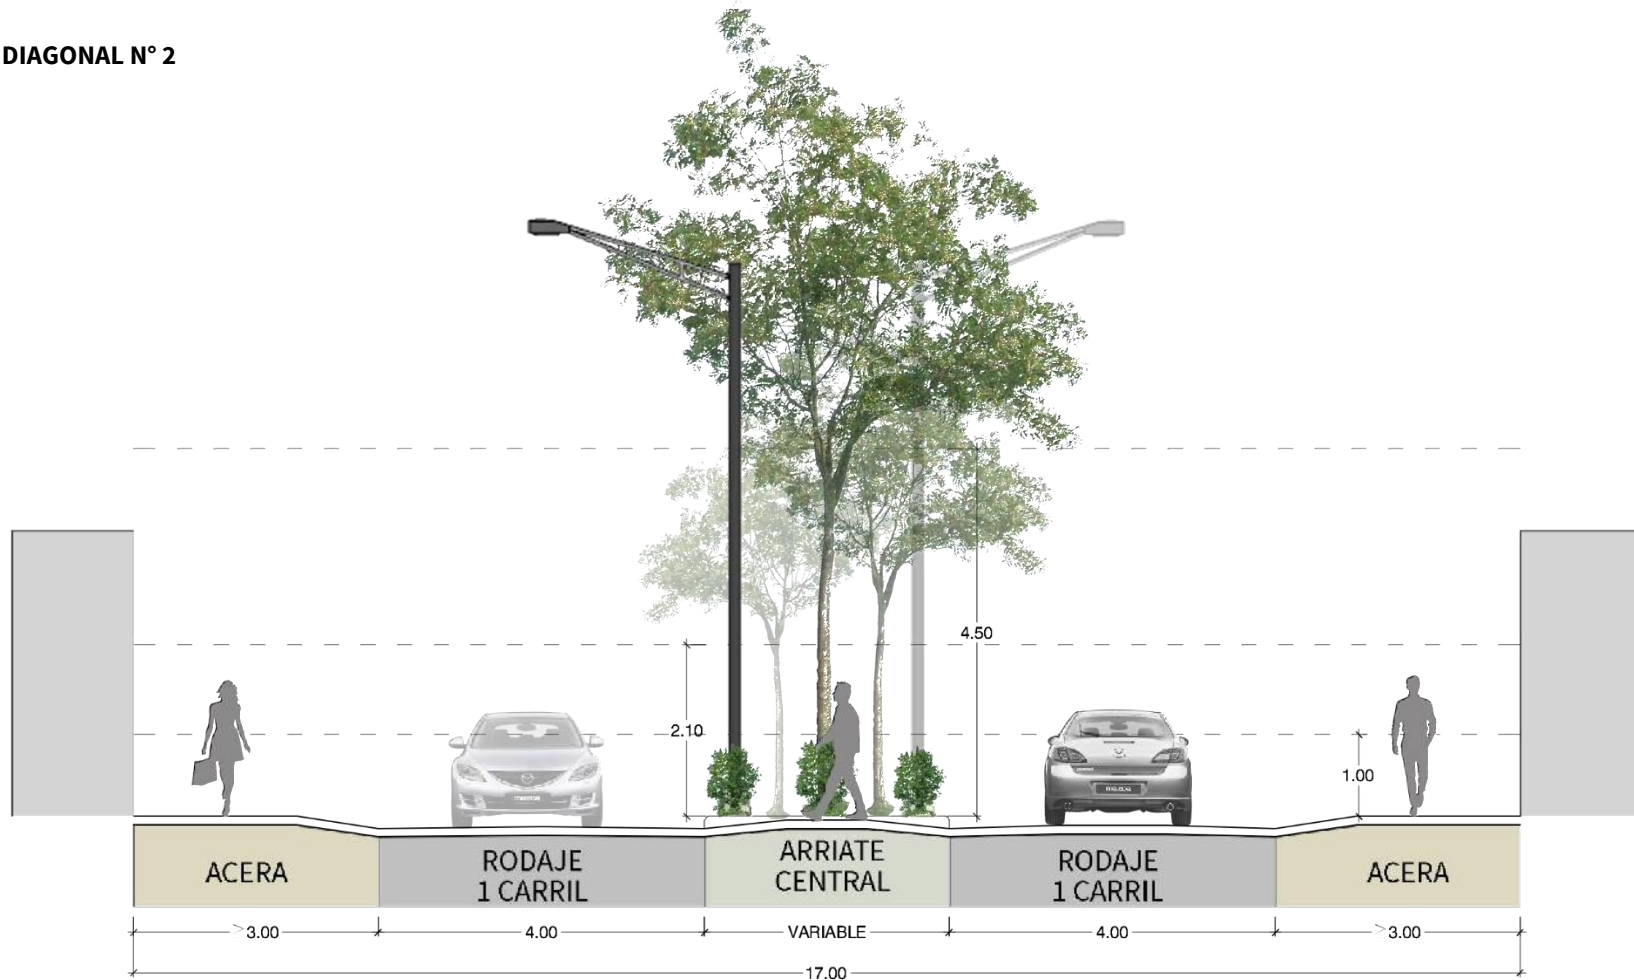 DIAGONAL N° 2
4.50
2.10
1.00
ACERA
RODAJE
1 CARRIL
ARRIATE
CENTRAL
RODAJE
1 CARRIL
ACERA
>3.00
4.00
VARIABLE
4.00
>3.00
17.00